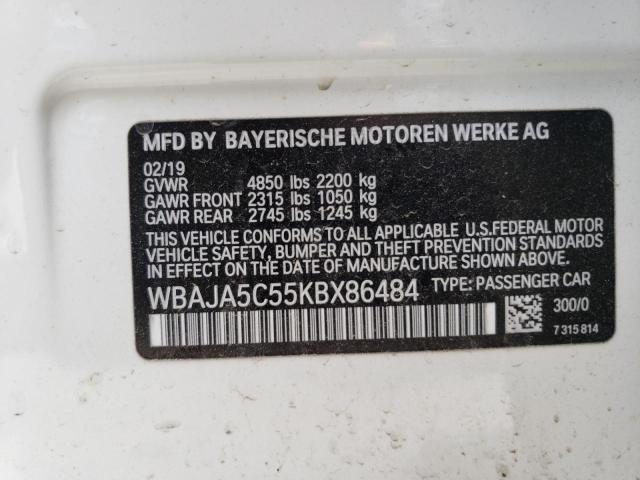 MFD BY BAYERISCHE MOTOREN WERKE AG
02/19
GVWR 4850 lbs 2200 kg
GAWR FRONT 2315 lbs 1050 kg
GAWR REAR 2745 lbs 1245 kg
THIS VEHICLE CONFORMS TO ALL APPLICABLE U.S.FEDERAL MOTOR
VEHICLE SAFETY, BUMPER AND THEFT PREVENTION STANDARDS
IN EFFECT ON THE DATE OF MANUFACTURE SHOWN ABOVE.
WBAJA5C55KBX86484 TYPE: PASSENGER CAR
300/0
7 315 814